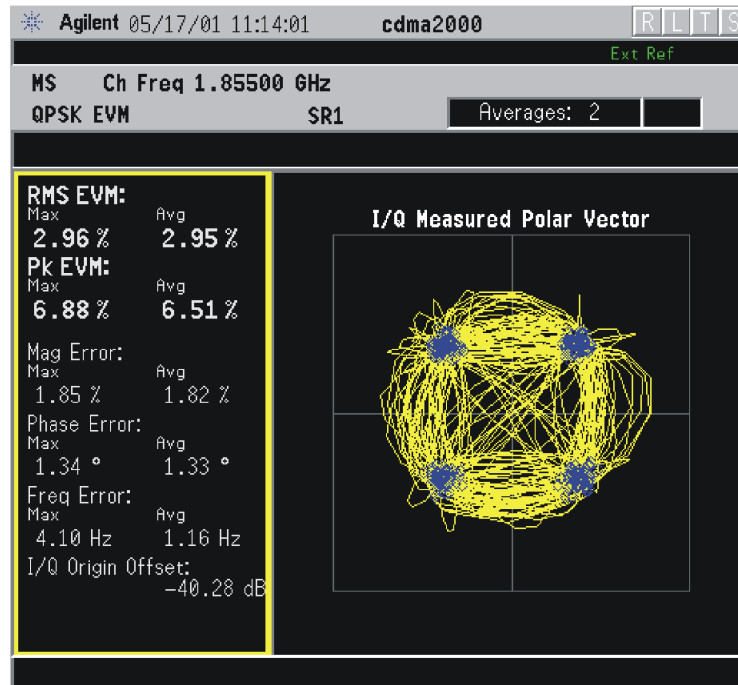 Agilent 05/17/01 11:14:01 cdma2000 R L T S
Ext Ref
MS Ch Freq 1.85500 GHz
QPSK EVM SR1 Averages: 2
RMS EVM:
Max Avg
2.96 % 2.95 %
Pk EVM:
Max Avg
6.88 % 6.51 %
Mag Error:
Max Avg
1.85 % 1.82 %
Phase Error:
Max Avg
1.34 ° 1.33 °
Freq Error:
Max Avg
4.10 Hz 1.16 Hz
I/Q Origin Offset:
-40.28 dB
I/Q Measured Polar Vector